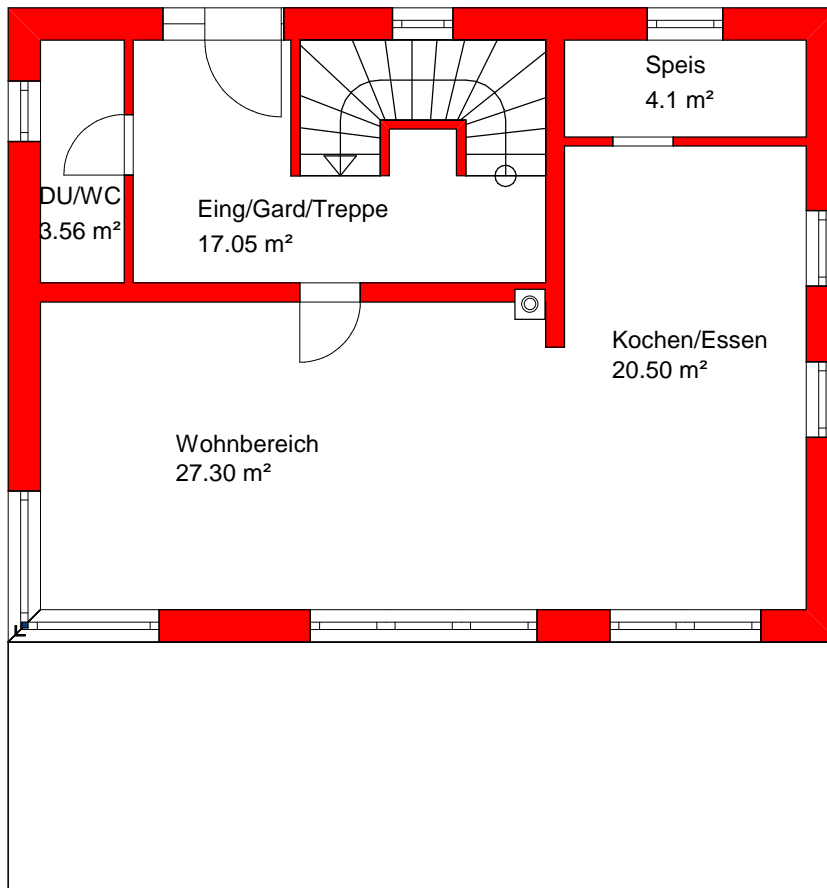 Speis
4.1 m²
DU/WC
3.56 m²
Eing/Gard/Treppe
17.05 m²
Kochen/Essen
20.50 m²
Wohnbereich
27.30 m²